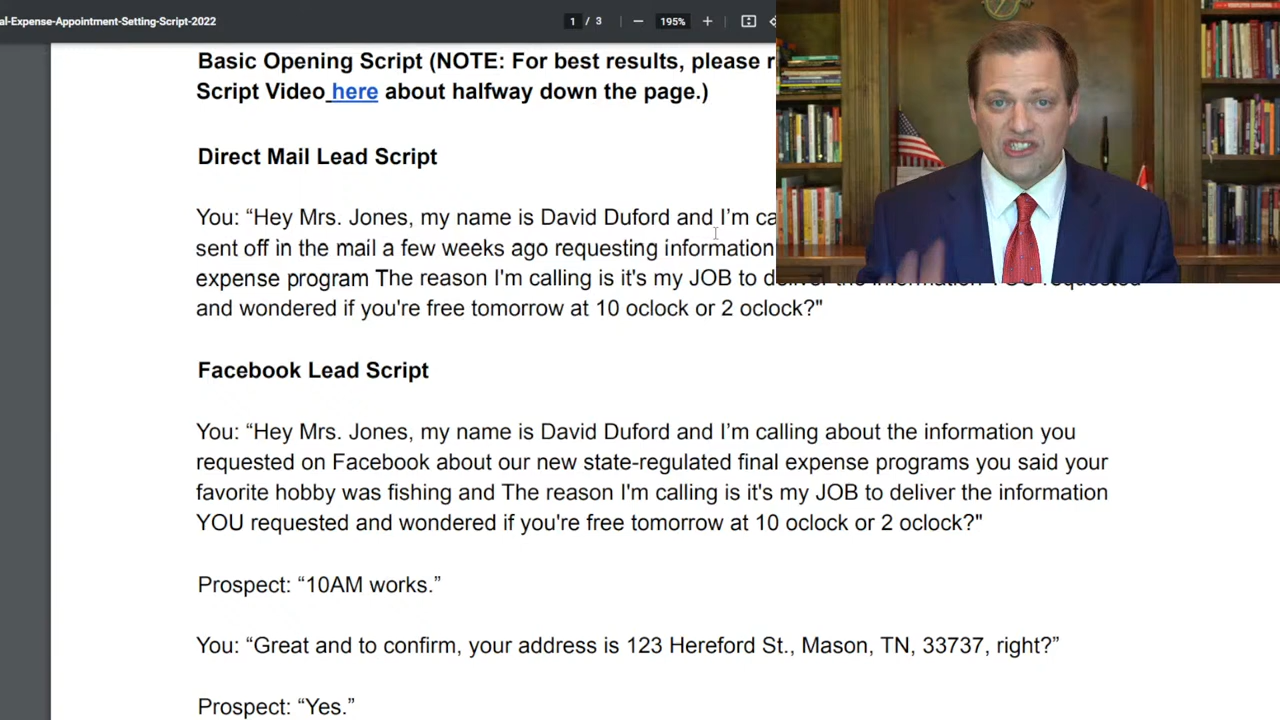 al-Expense-Appointment-Setting-Script-2022
1 / 3
195%
Basic Opening Script (NOTE: For best results, please r
Script Video here about halfway down the page.)
Direct Mail Lead Script
You: “Hey Mrs. Jones, my name is David Duford and I’m ca
sent off in the mail a few weeks ago requesting information
expense program The reason I'm calling is it's my JOB to deliver the information YOU requested
and wondered if you're free tomorrow at 10 oclock or 2 oclock?"
Facebook Lead Script
You: “Hey Mrs. Jones, my name is David Duford and I’m calling about the information you
requested on Facebook about our new state-regulated final expense programs you said your
favorite hobby was fishing and The reason I'm calling is it's my JOB to deliver the information
YOU requested and wondered if you're free tomorrow at 10 oclock or 2 oclock?"
Prospect: “10AM works.”
You: “Great and to confirm, your address is 123 Hereford St., Mason, TN, 33737, right?”
Prospect: “Yes.”